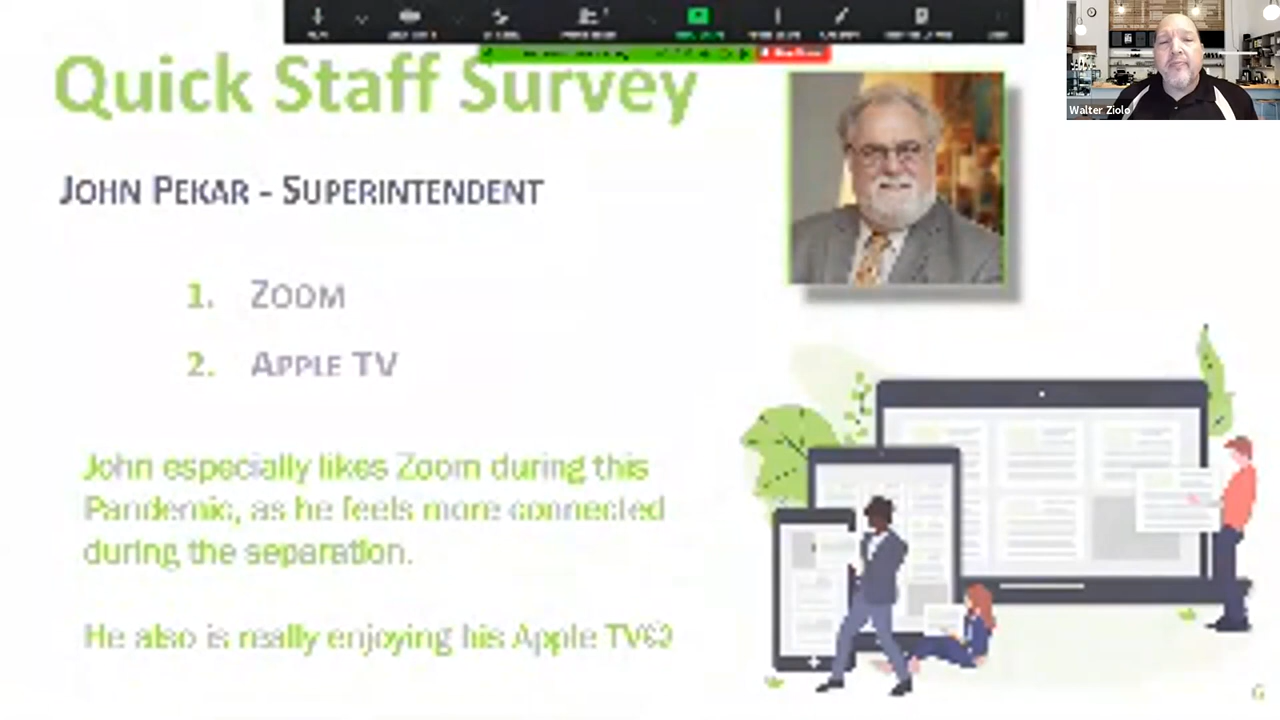 Quick Staff Survey
Walter Ziolo
JOHN PEKAR - SUPERINTENDENT
1. ZOOM
2. APPLE TV
John especially likes Zoom during this
Pandemic, as he feels more connected
during the separation.
He also is really enjoying his Apple TV☺
6